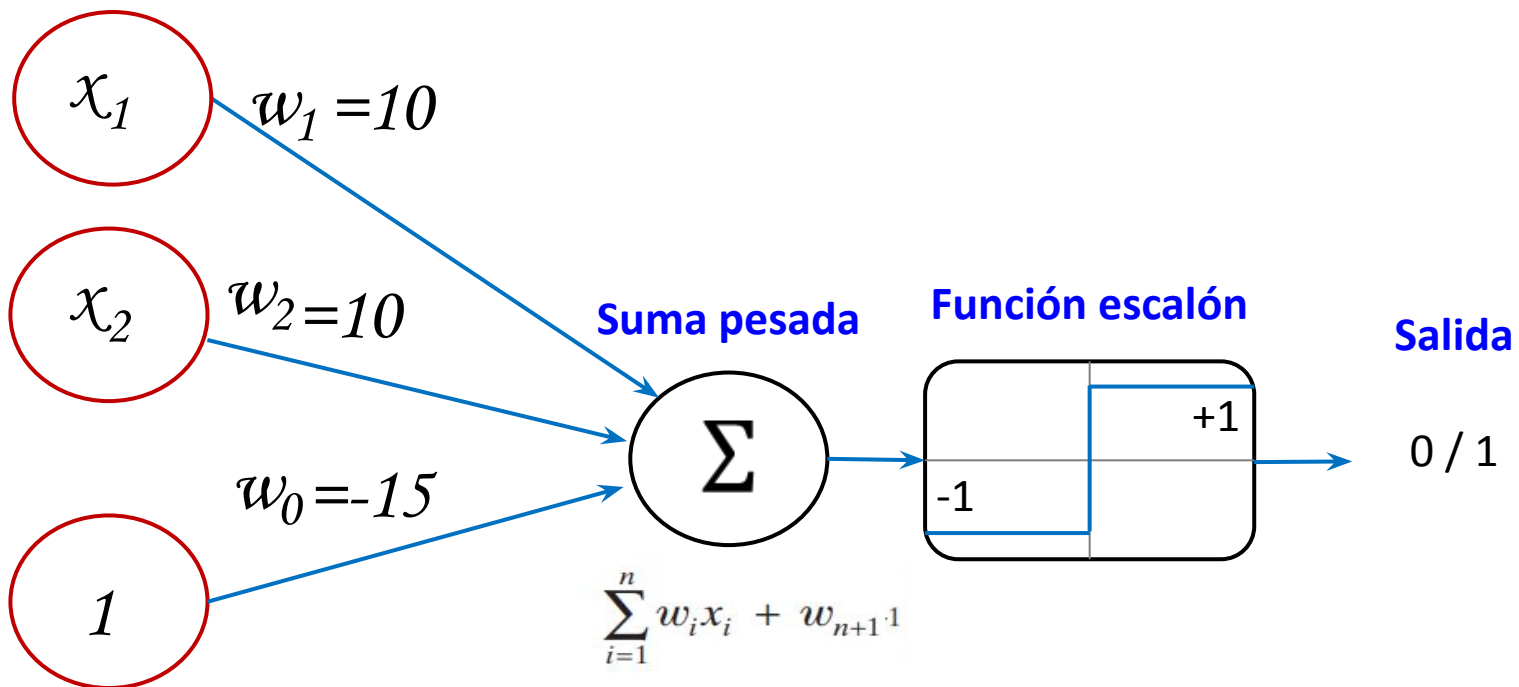 x₁
w₁ =10
x₂
w₂ =10
Suma pesada
Función escalón
Salida
Σ
+1
-1
0 / 1
w₀ =-15
1
n
∑ wᵢxᵢ + wₙ₊₁·1
i=1